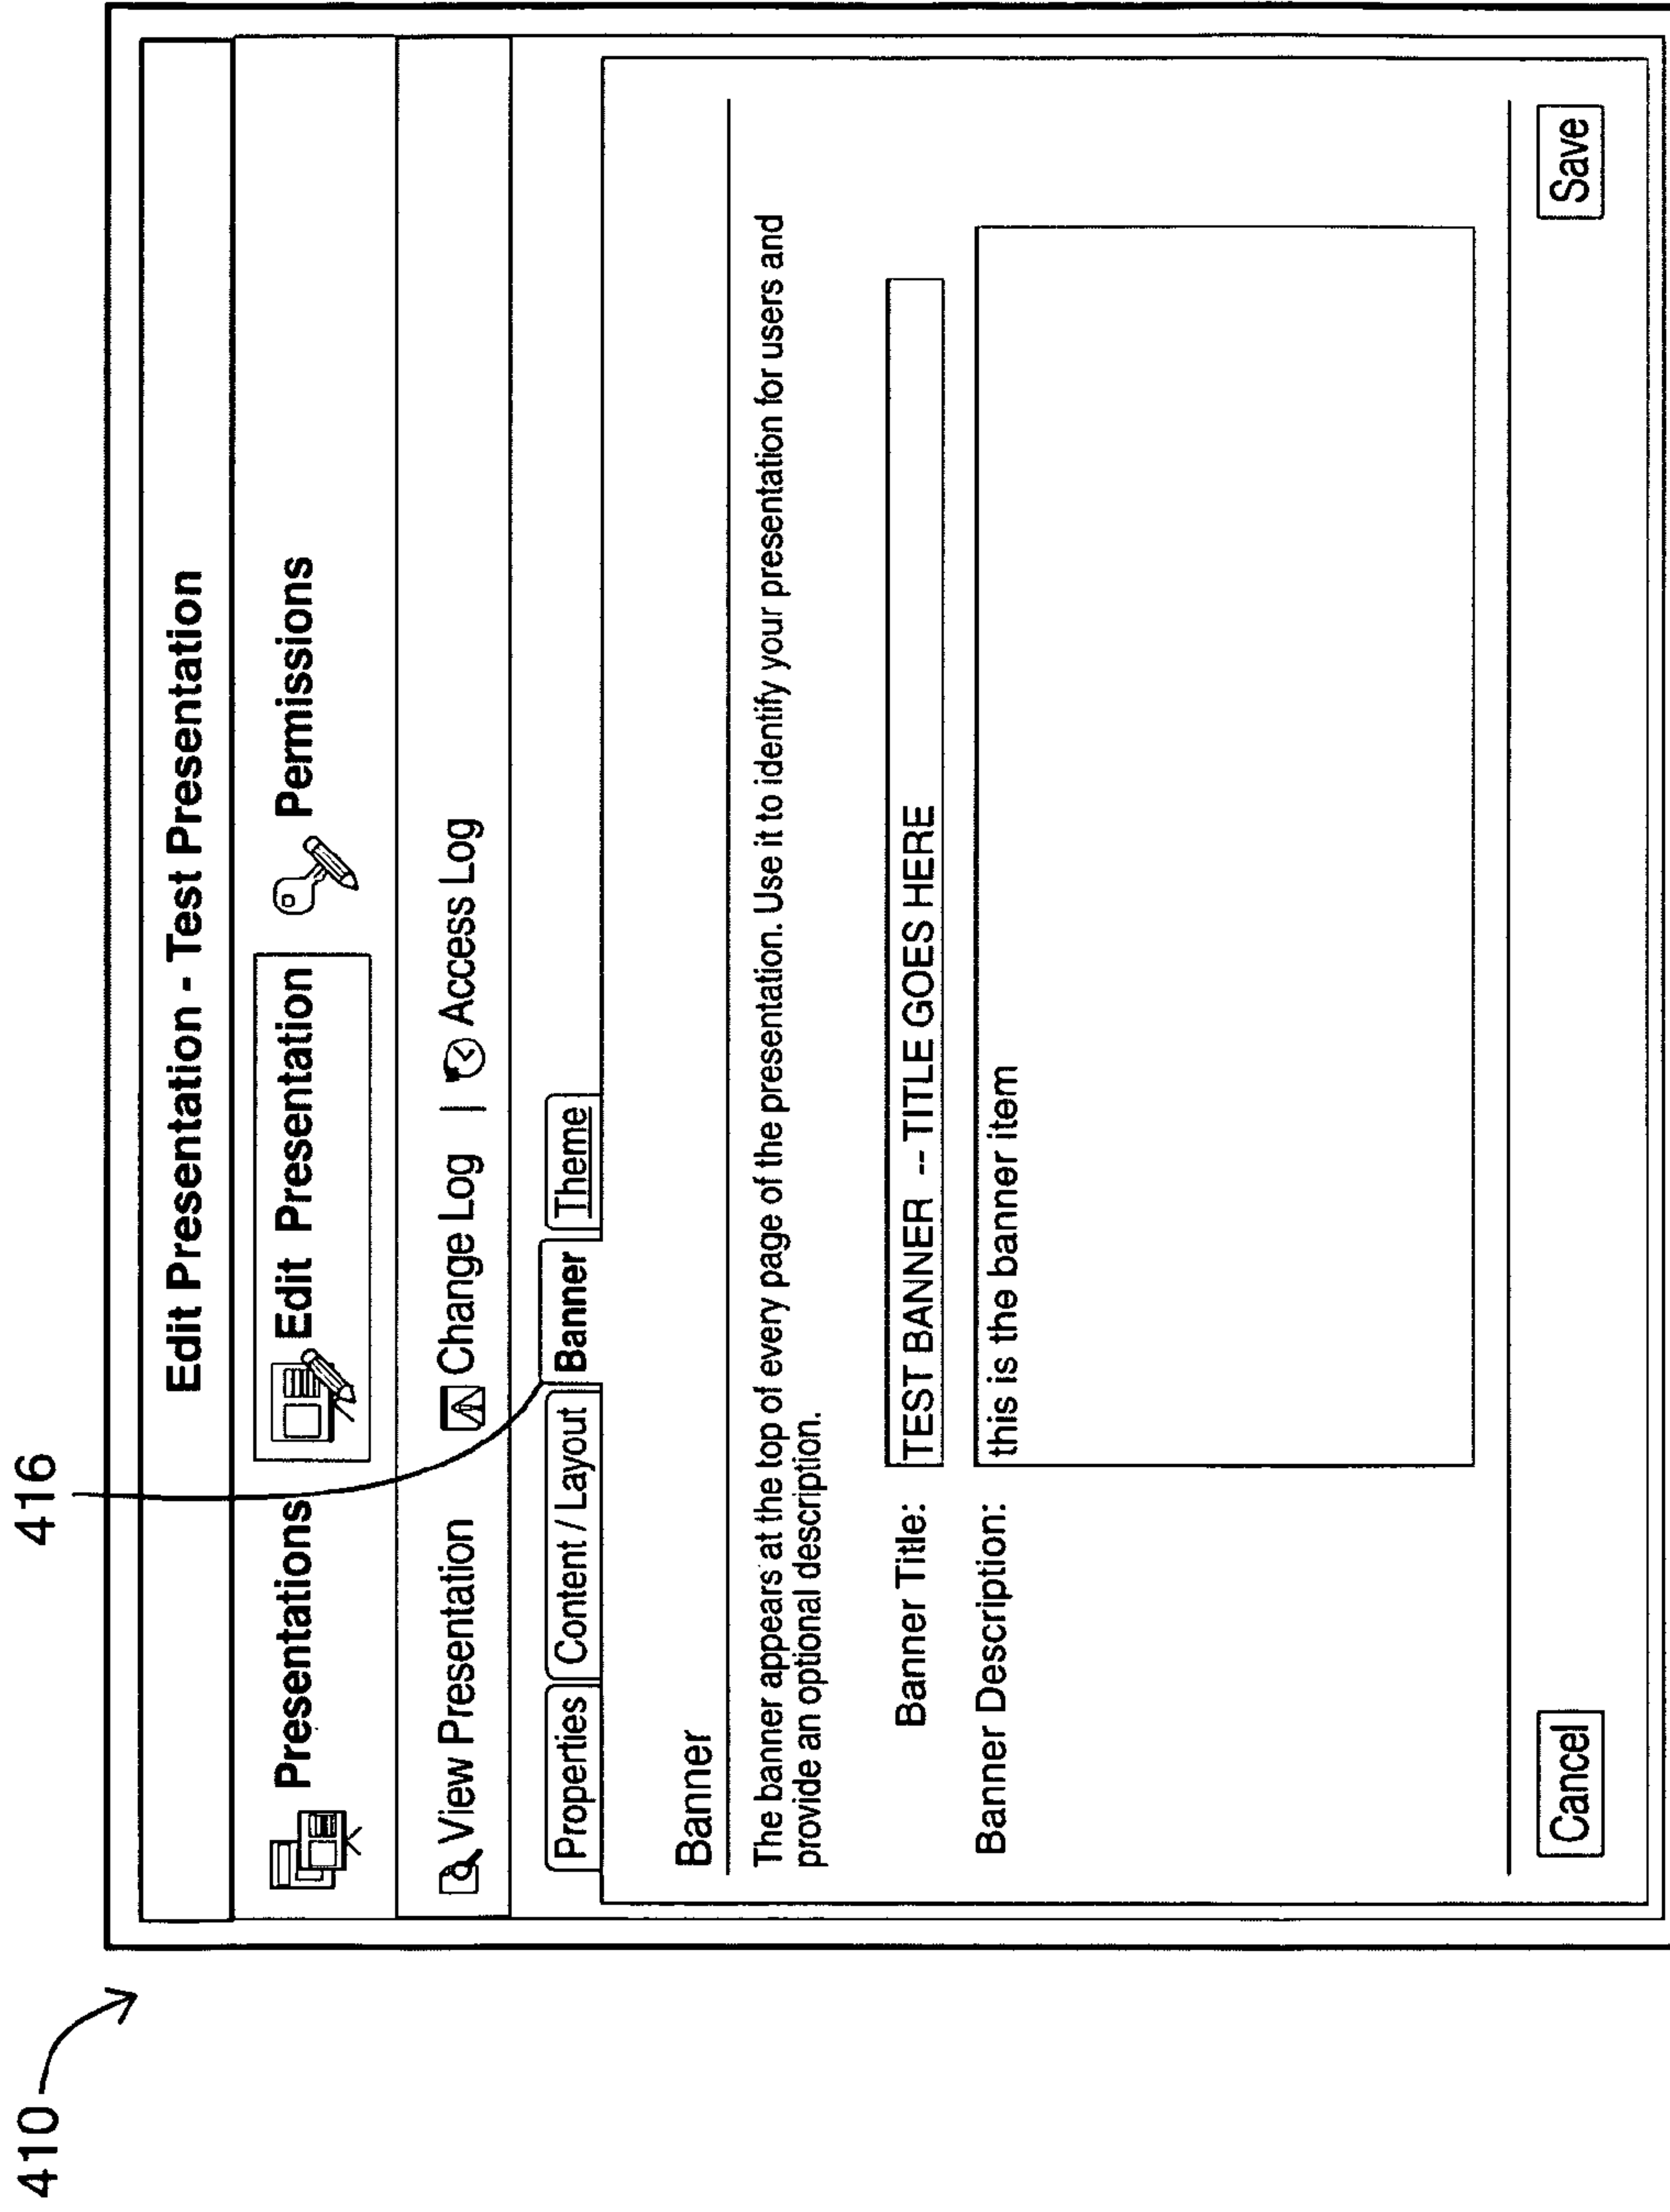 410
416
Edit Presentation - Test Presentation
Presentations Edit Presentation Permissions
View Presentation Change Log | Access Log
Properties Content / Layout Banner Theme
Banner
The banner appears at the top of every page of the presentation. Use it to identify your presentation for users and
provide an optional description.
Banner Title: TEST BANNER -- TITLE GOES HERE
Banner Description: this is the banner item
Cancel Save